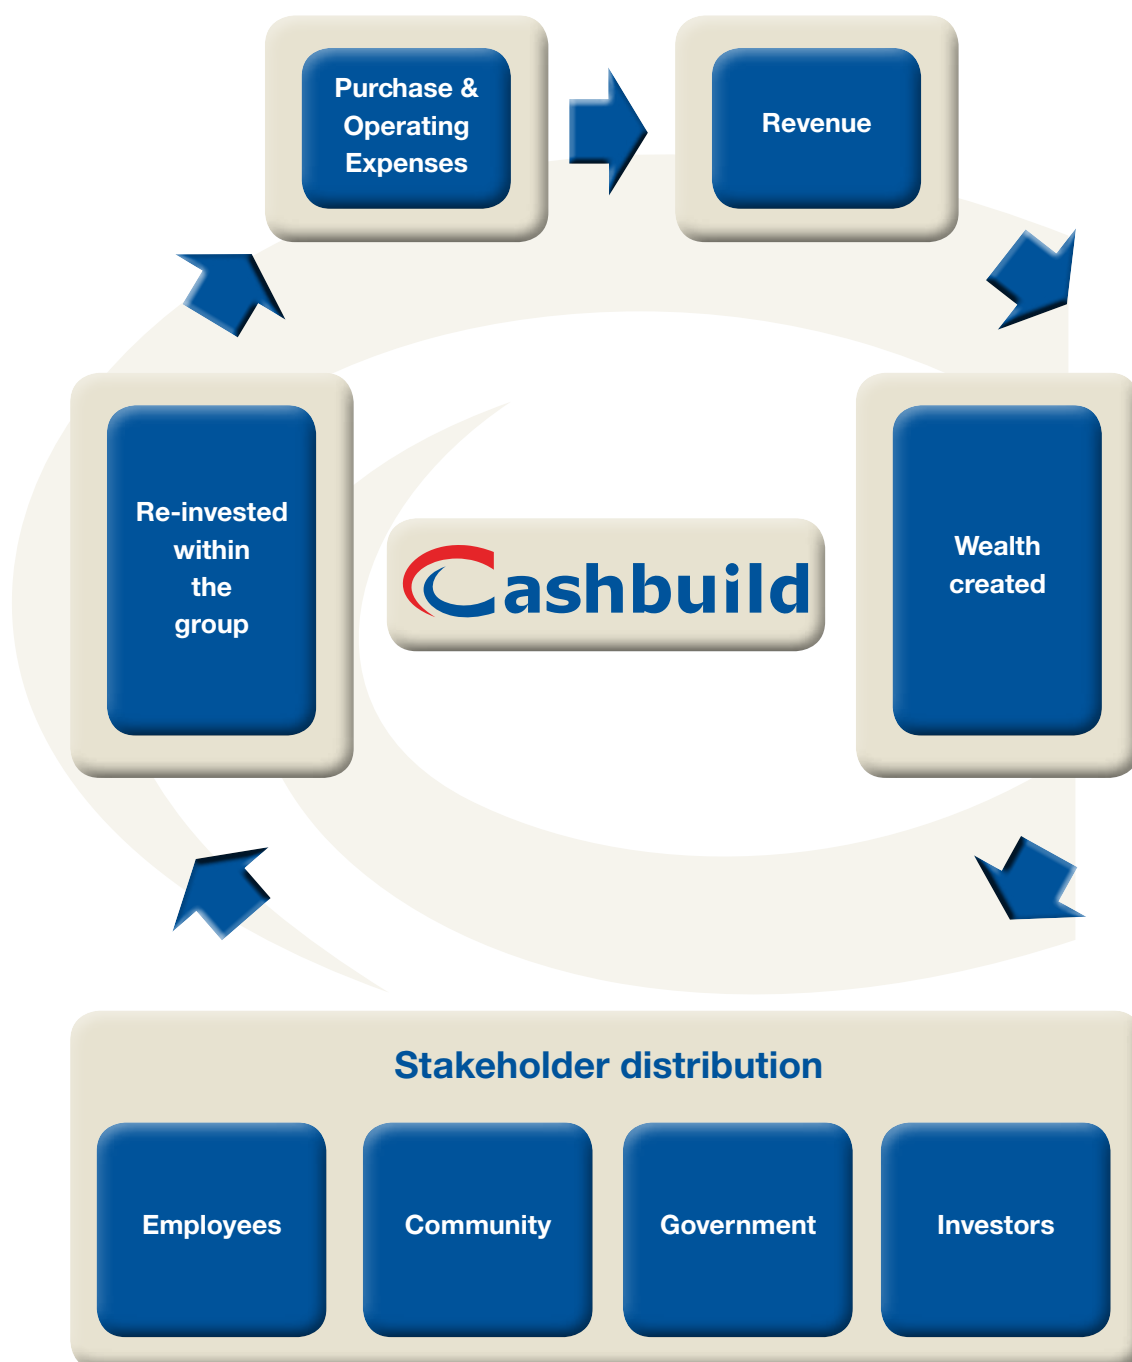 Purchase &
Operating
Expenses
Revenue
Re-invested
within
the
group
Cashbuild
Wealth
created
Stakeholder distribution
Employees
Community
Government
Investors